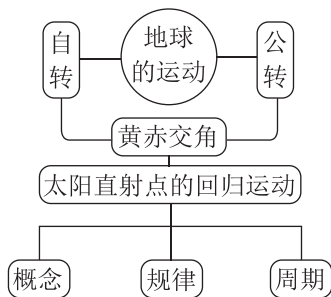 自转
地球的运动
公转
黄赤交角
太阳直射点的回归运动
概念
规律
周期